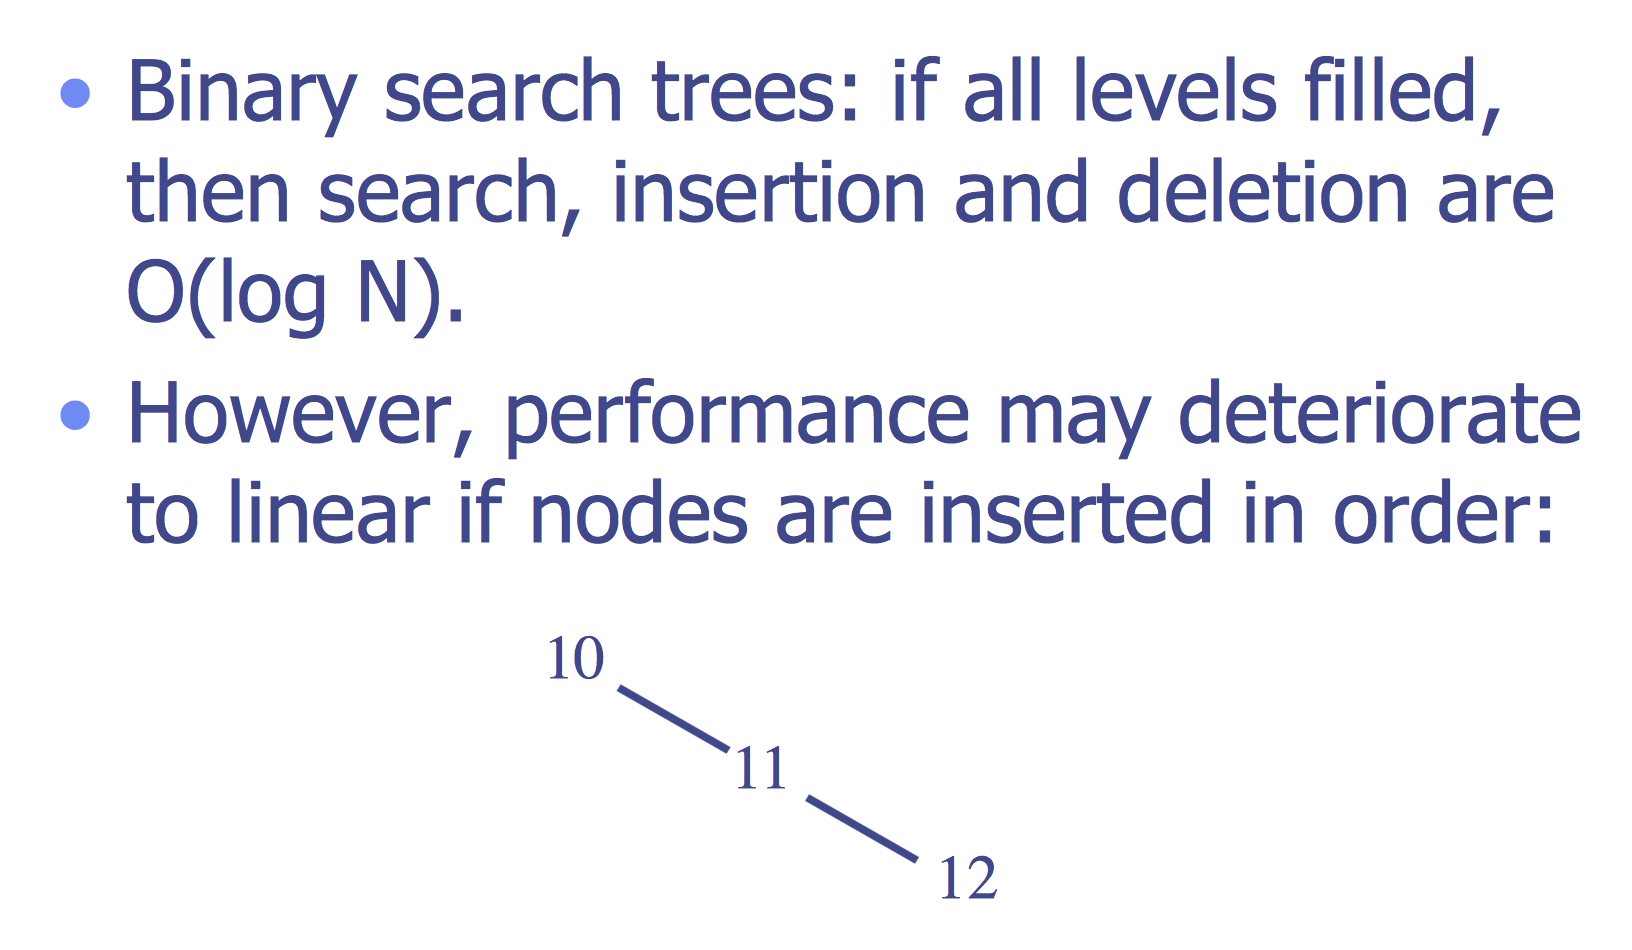 • Binary search trees: if all levels filled,
then search, insertion and deletion are
O(log N).
• However, performance may deteriorate
to linear if nodes are inserted in order:
10
11
12